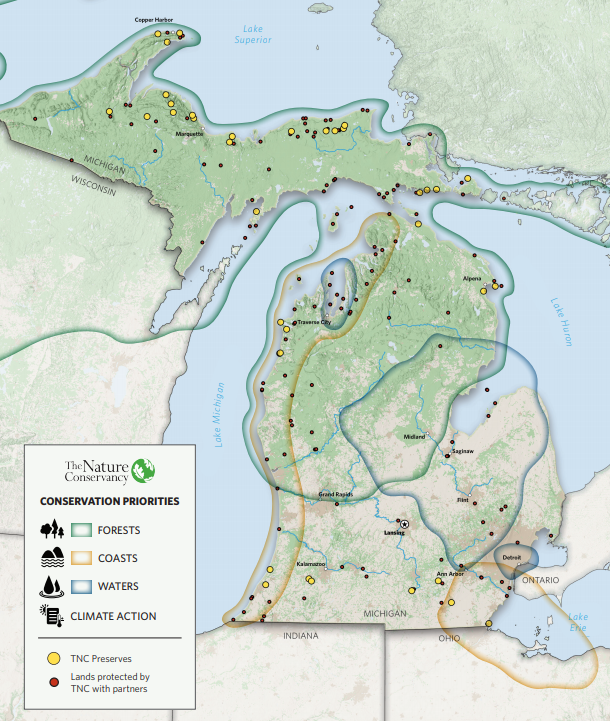 Copper Harbor
Lake
Superior
Marquette
MICHIGAN
WISCONSIN
Alpena
Lake Huron
Traverse City
Lake Michigan
Midland
Saginaw
Grand Rapids
Flint
Lansing
Detroit
Kalamazoo
Ann Arbor
ONTARIO
MICHIGAN
Lake
Erie
INDIANA
OHIO
The Nature
Conservancy
CONSERVATION PRIORITIES
FORESTS
COASTS
WATERS
CLIMATE ACTION
TNC Preserves
Lands protected by
TNC with partners